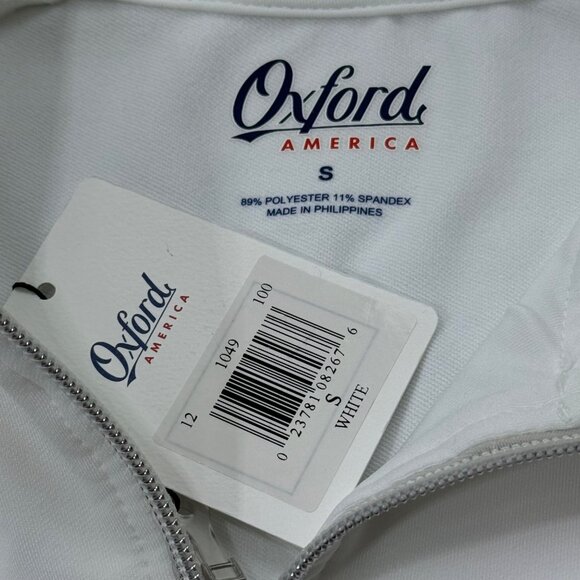 Oxford
AMERICA
S
89% POLYESTER 11% SPANDEX
MADE IN PHILIPPINES
Oxford
AMERICA
12 1049 100
0 23781 08267 6
S
WHITE